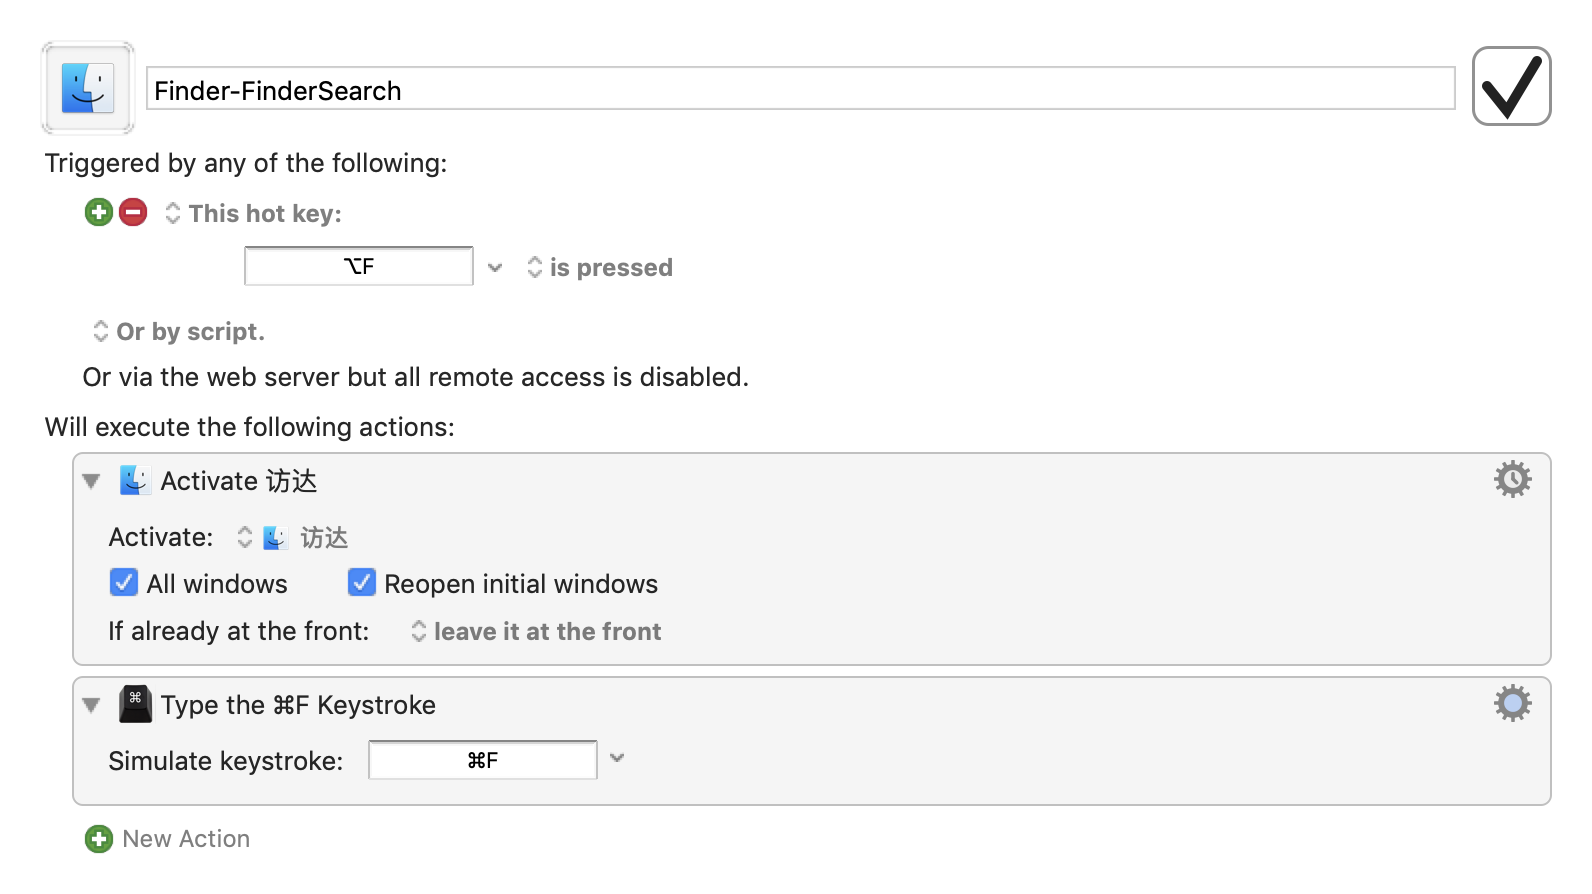 Finder-FinderSearch
Triggered by any of the following:
This hot key:
⌥F is pressed
Or by script.
Or via the web server but all remote access is disabled.
Will execute the following actions:
Activate 访达
Activate: 访达
All windows Reopen initial windows
If already at the front: leave it at the front
⌘
Type the ⌘F Keystroke
Simulate keystroke: ⌘F
New Action